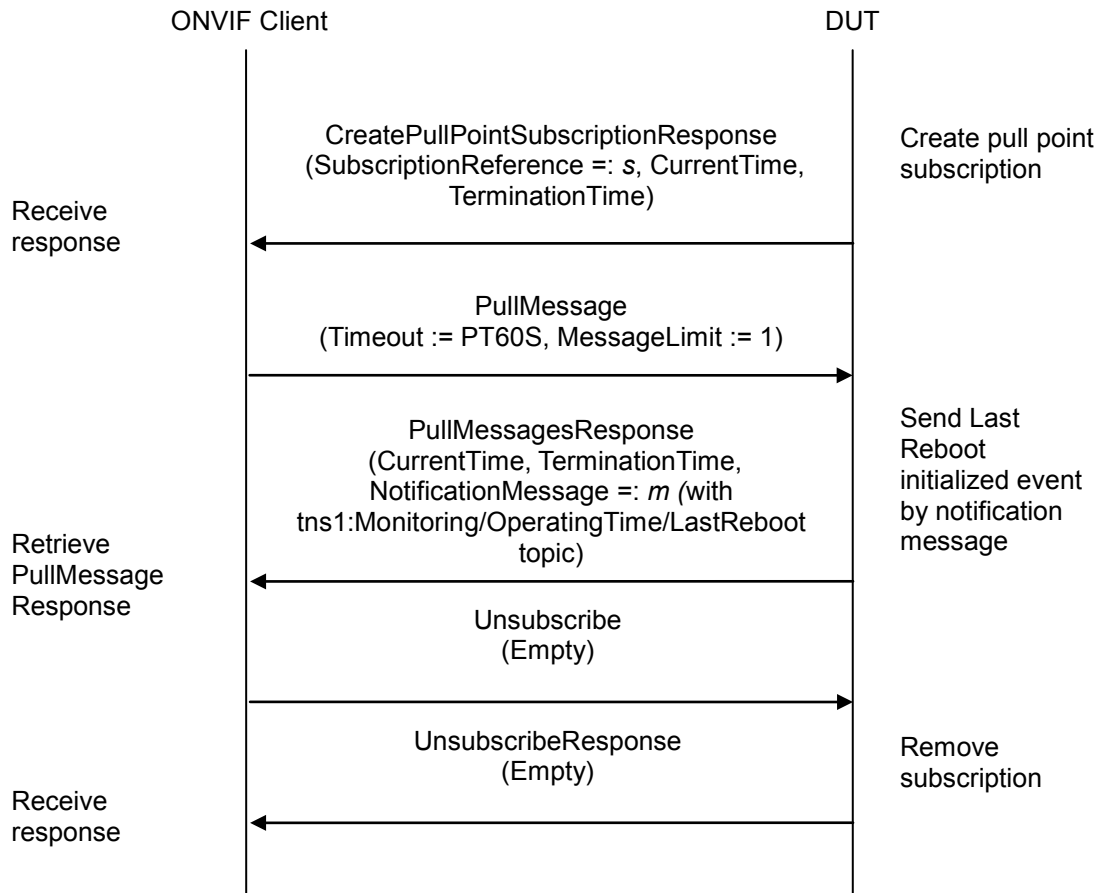 ONVIF Client
DUT
CreatePullPointSubscriptionResponse
(SubscriptionReference =: s, CurrentTime,
TerminationTime)
Create pull point
subscription
Receive
response
PullMessage
(Timeout := PT60S, MessageLimit := 1)
PullMessagesResponse
(CurrentTime, TerminationTime,
NotificationMessage =: m (with
tns1:Monitoring/OperatingTime/LastReboot
topic)
Send Last
Reboot
initialized event
by notification
message
Retrieve
PullMessage
Response
Unsubscribe
(Empty)
UnsubscribeResponse
(Empty)
Remove
subscription
Receive
response